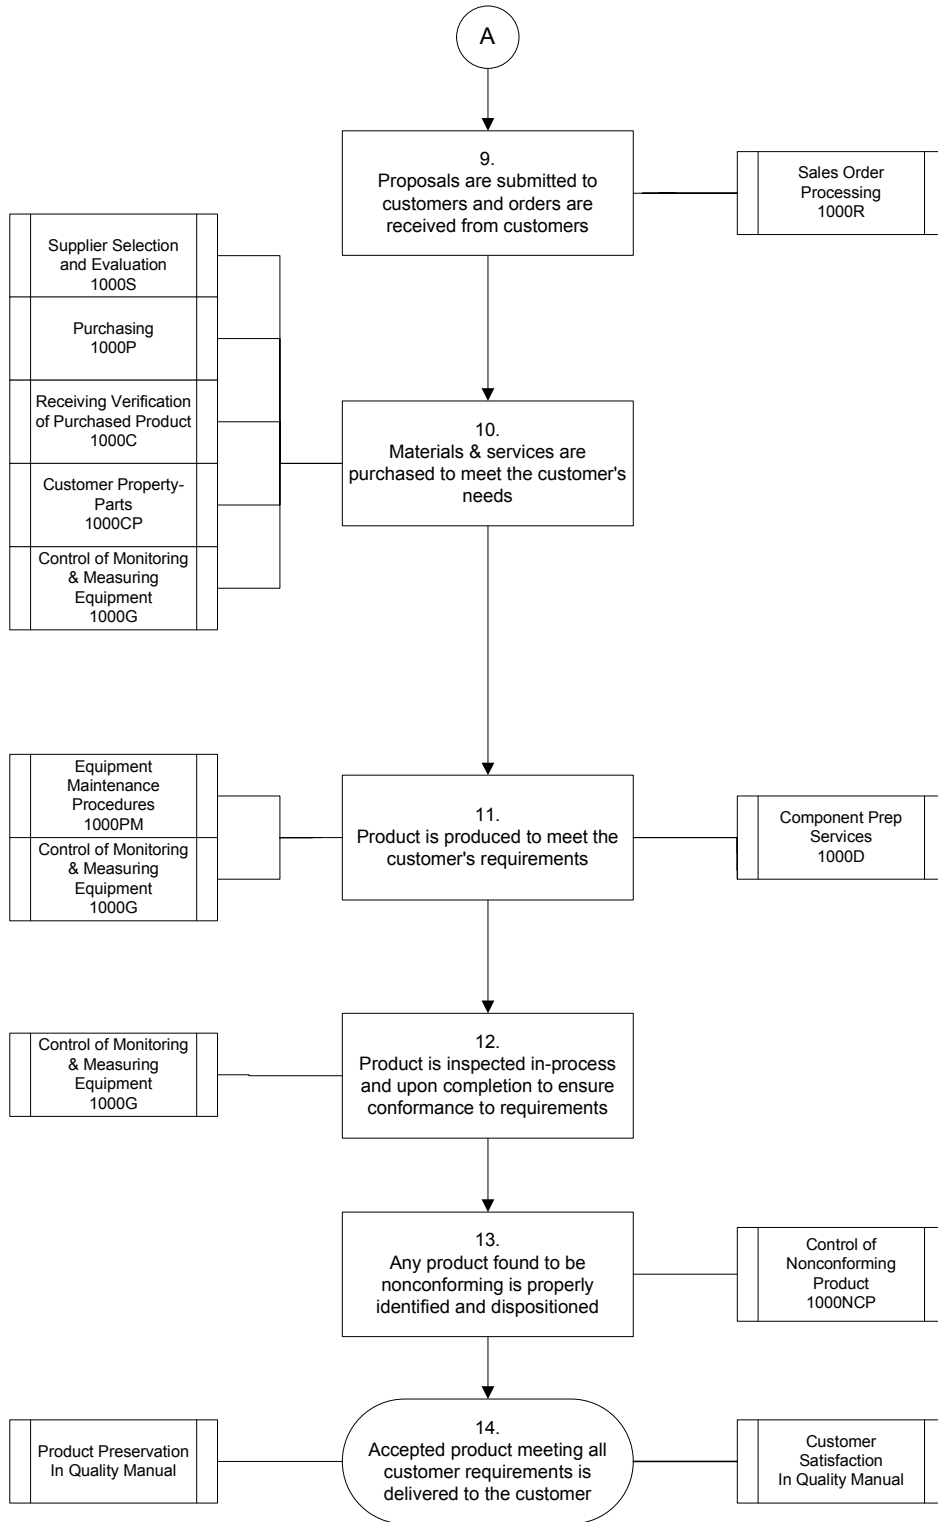 A
9.
Proposals are submitted to
customers and orders are
received from customers
Sales Order
Processing
1000R
Supplier Selection
and Evaluation
1000S
Purchasing
1000P
Receiving Verification
of Purchased Product
1000C
Customer Property-
Parts
1000CP
Control of Monitoring
& Measuring
Equipment
1000G
10.
Materials & services are
purchased to meet the customer's
needs
Equipment
Maintenance
Procedures
1000PM
Control of Monitoring
& Measuring
Equipment
1000G
11.
Product is produced to meet the
customer's requirements
Component Prep
Services
1000D
Control of Monitoring
& Measuring
Equipment
1000G
12.
Product is inspected in-process
and upon completion to ensure
conformance to requirements
13.
Any product found to be
nonconforming is properly
identified and dispositioned
Control of
Nonconforming
Product
1000NCP
Product Preservation
In Quality Manual
14.
Accepted product meeting all
customer requirements is
delivered to the customer
Customer
Satisfaction
In Quality Manual